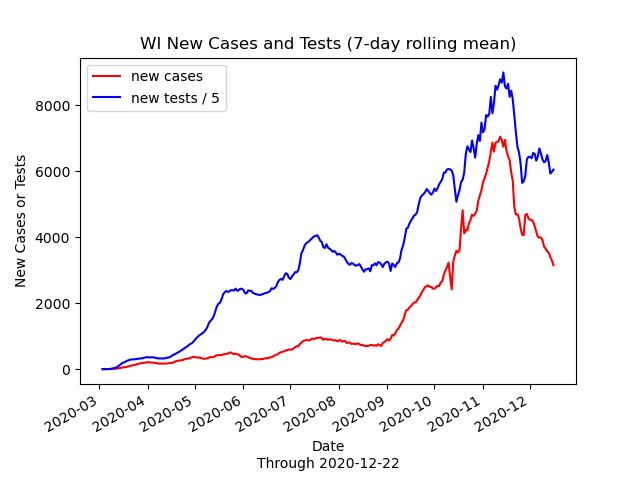 WI New Cases and Tests (7-day rolling mean)
new cases
new tests / 5
New Cases or Tests
8000
6000
4000
2000
0
2020-03
2020-04
2020-05
2020-06
2020-07
2020-08
2020-09
2020-10
2020-11
2020-12
Date
Through 2020-12-22